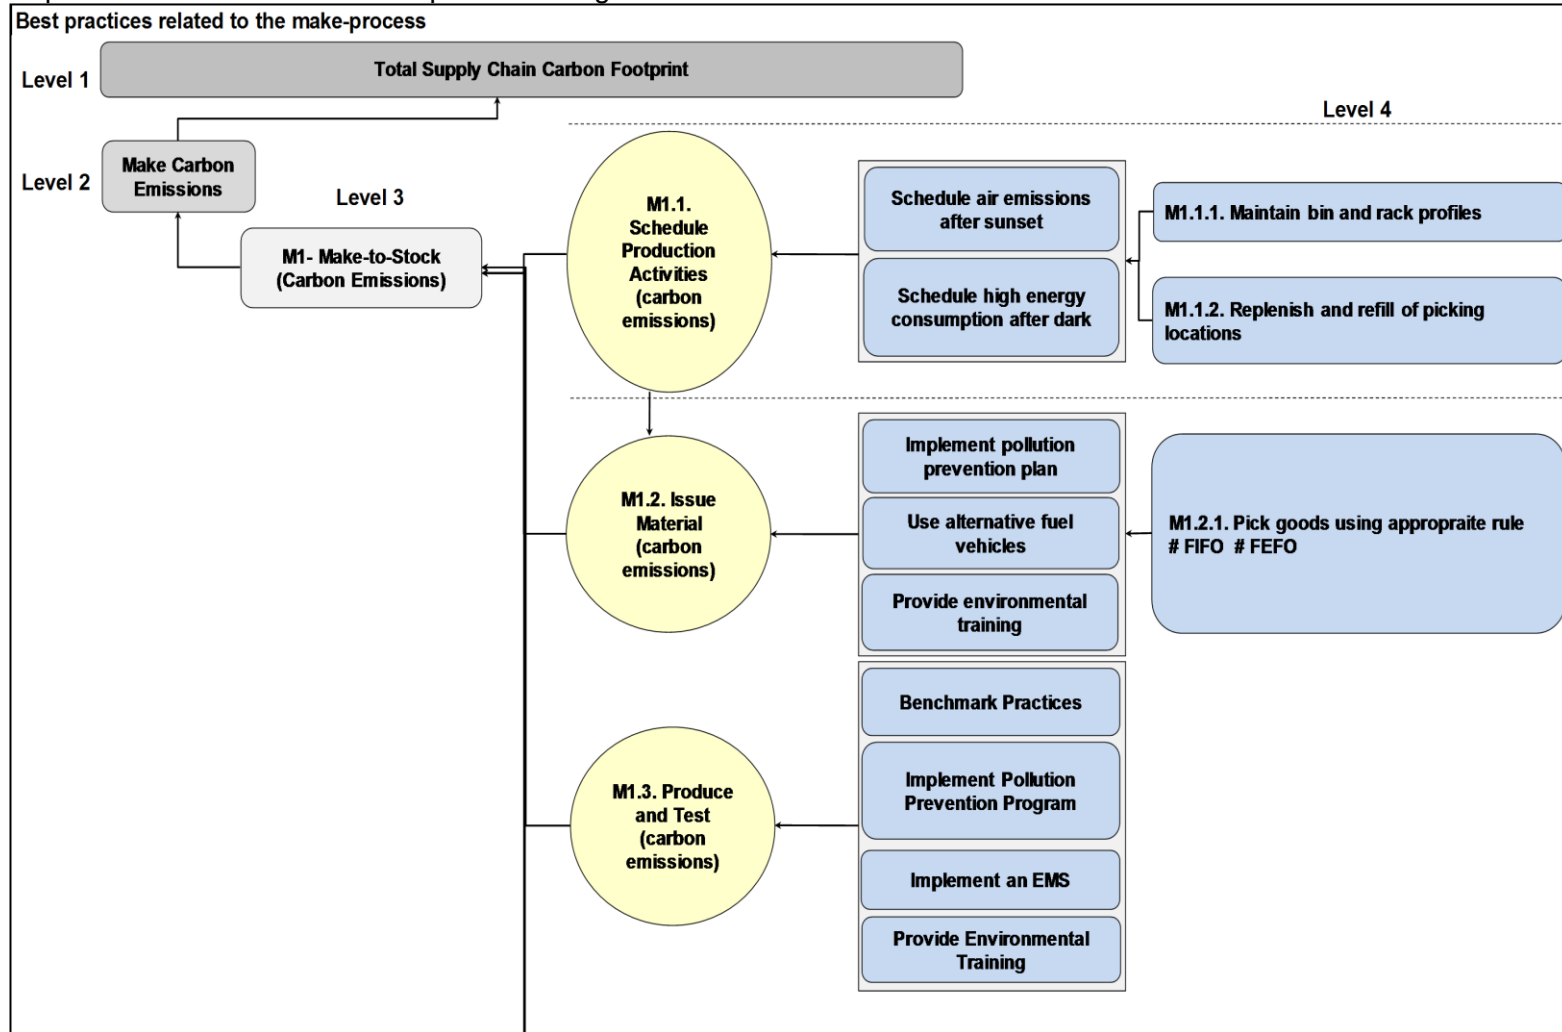 Best practices related to the make-process
Total Supply Chain Carbon Footprint
Level 1
Level 4
Make Carbon
Emissions
Level 2
Level 3
M1- Make-to-Stock
(Carbon Emissions)
M1.1.
Schedule
Production
Activities
(carbon
emissions)
Schedule air emissions
after sunset
Schedule high energy
consumption after dark
M1.1.1. Maintain bin and rack profiles
M1.1.2. Replenish and refill of picking
locations
M1.2. Issue
Material
(carbon
emissions)
Implement pollution
prevention plan
Use alternative fuel
vehicles
Provide environmental
training
M1.2.1. Pick goods using appropraite rule
# FIFO # FEFO
M1.3. Produce
and Test
(carbon
emissions)
Benchmark Practices
Implement Pollution
Prevention Program
Implement an EMS
Provide Environmental
Training